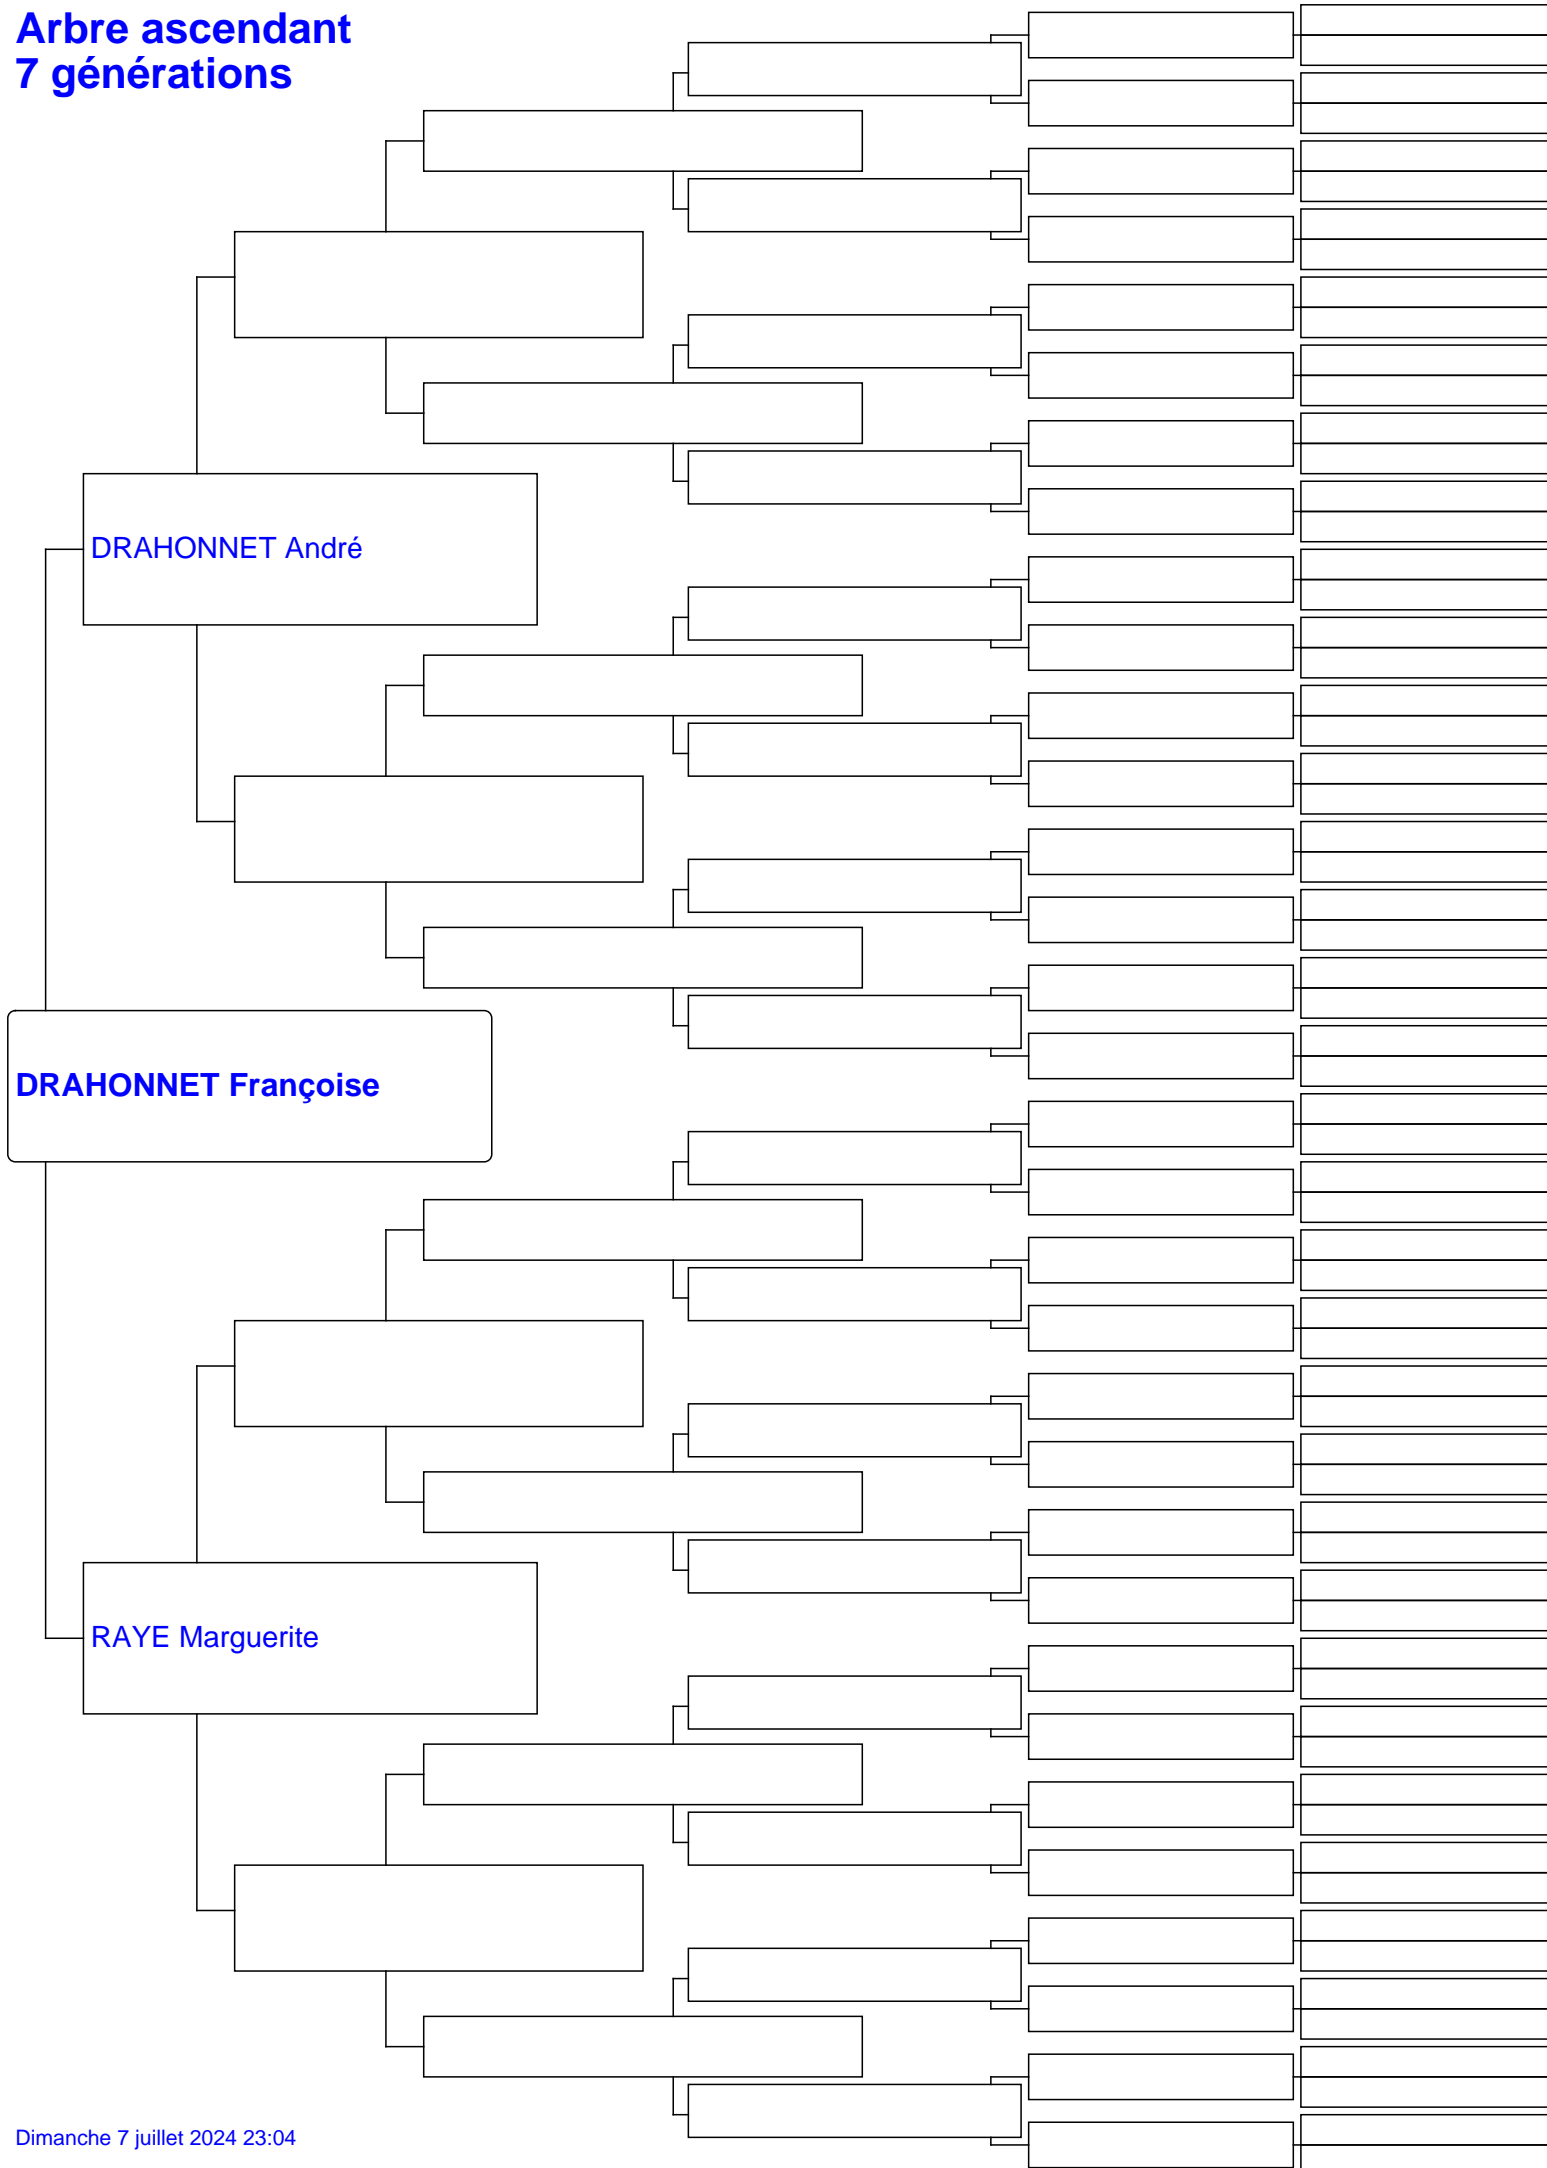 Arbre ascendant
7 générations
DRAHONNET André
DRAHONNET Françoise
RAYE Marguerite
Dimanche 7 juillet 2024 23:04